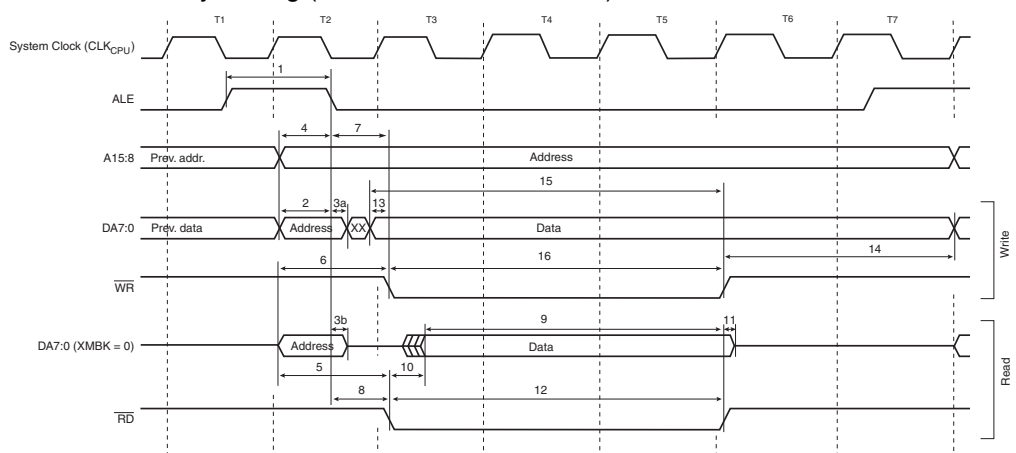 T1 T2 T3 T4 T5 T6 T7
System Clock (CLKCPU)
1
ALE
4 7
A15:8 Prev. addr. Address
15
2 3a 13
DA7:0 Prev. data Address XX Data
14
6 16
WR
3b 9 11
DA7:0 (XMBK = 0) Address Data
5 10
8 12
RD
Write
Read